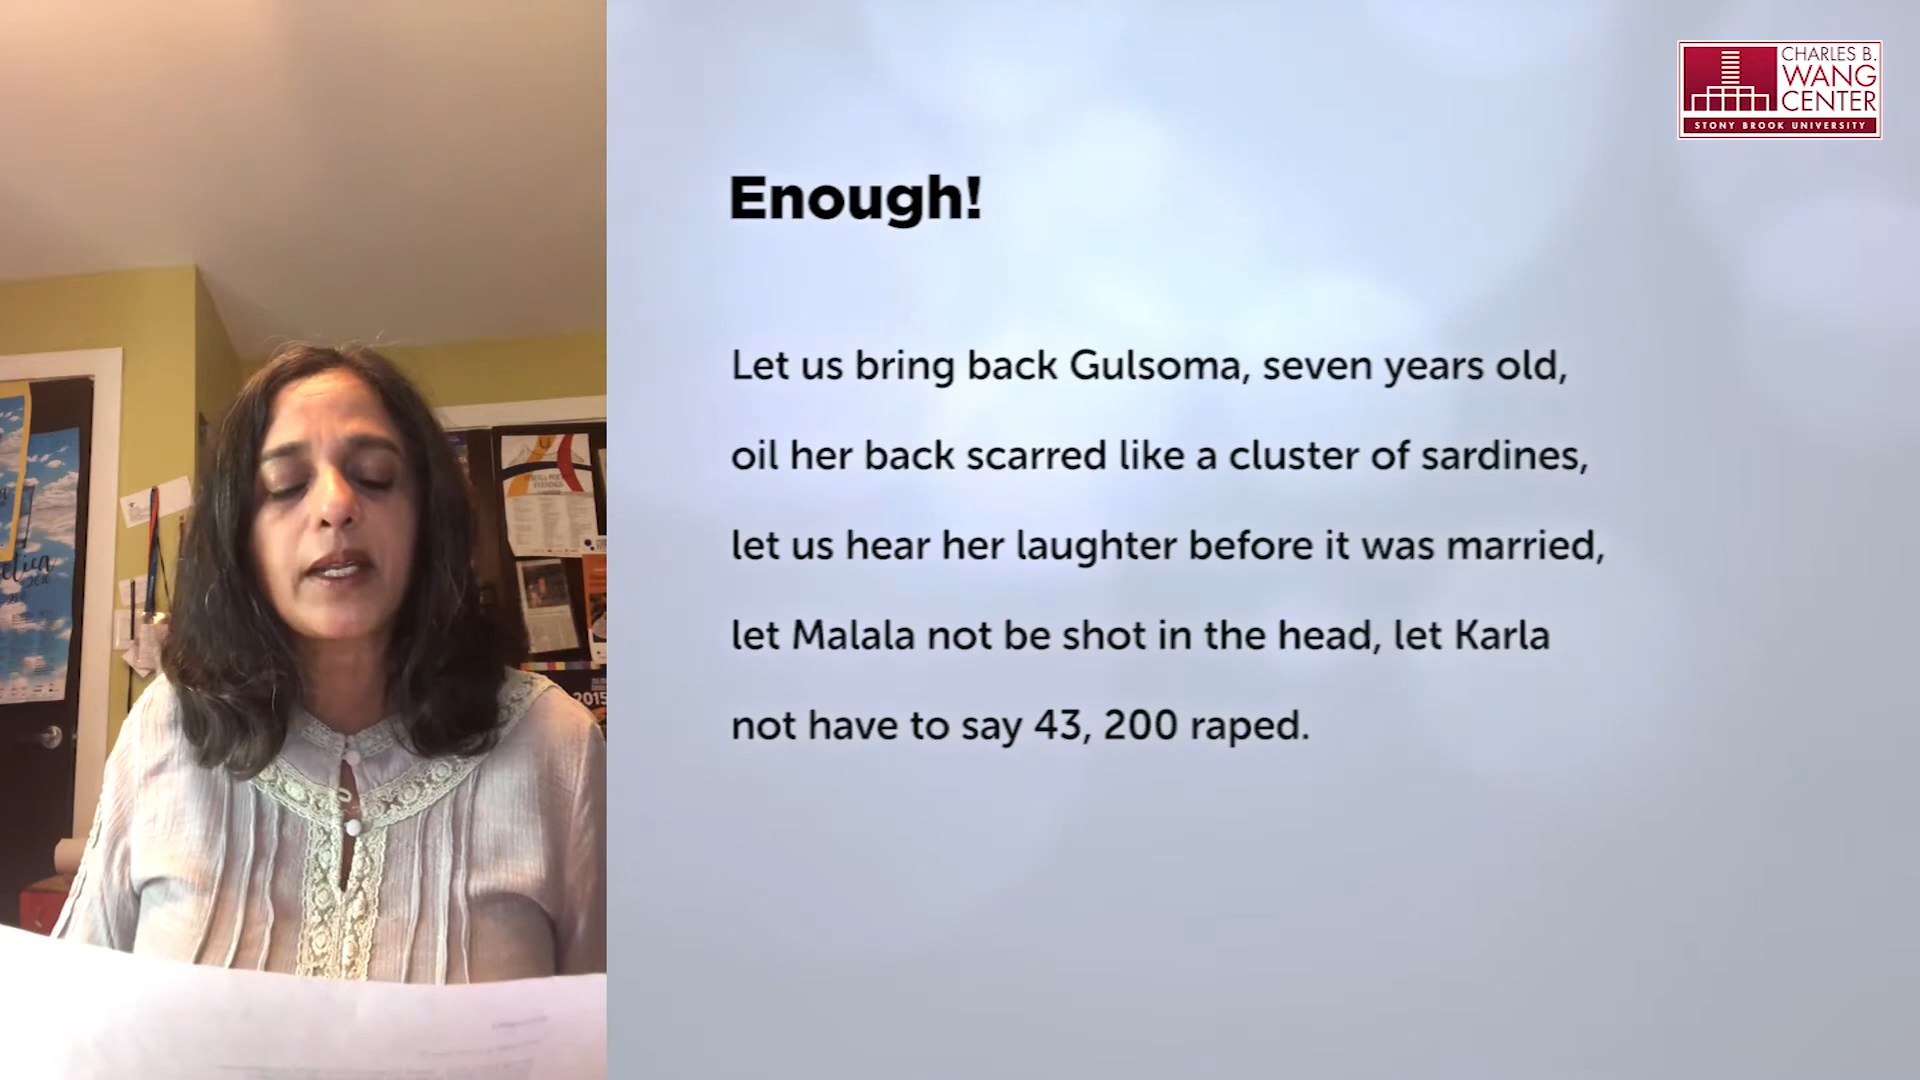 CHARLES B.
WANG
CENTER
STONY BROOK UNIVERSITY
Enough!
Let us bring back Gulsoma, seven years old,
oil her back scarred like a cluster of sardines,
let us hear her laughter before it was married,
let Malala not be shot in the head, let Karla
not have to say 43, 200 raped.
2015